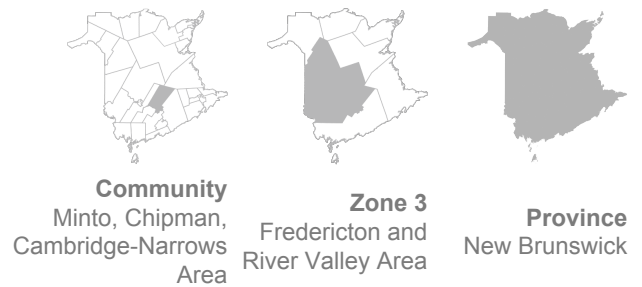 Community
Minto, Chipman,
Cambridge-Narrows
Area
Zone 3
Fredericton and
River Valley Area
Province
New Brunswick